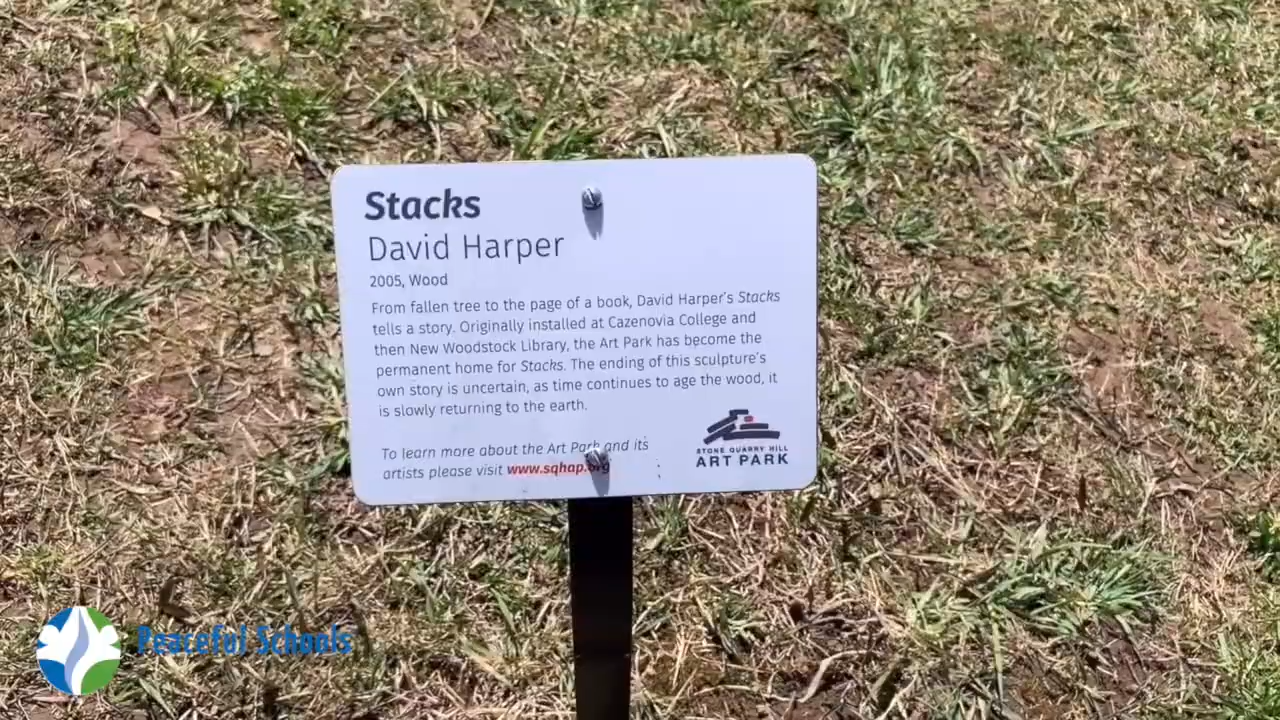 Stacks
David Harper
2005, Wood
From fallen tree to the page of a book, David Harper's Stacks
tells a story. Originally installed at Cazenovia College and
then New Woodstock Library, the Art Park has become the
permanent home for Stacks. The ending of this sculpture's
own story is uncertain, as time continues to age the wood, it
is slowly returning to the earth.
To learn more about the Art Park and its
artists please visit www.sqhap.org
STONE QUARRY HILL
ART PARK
Peaceful Schools